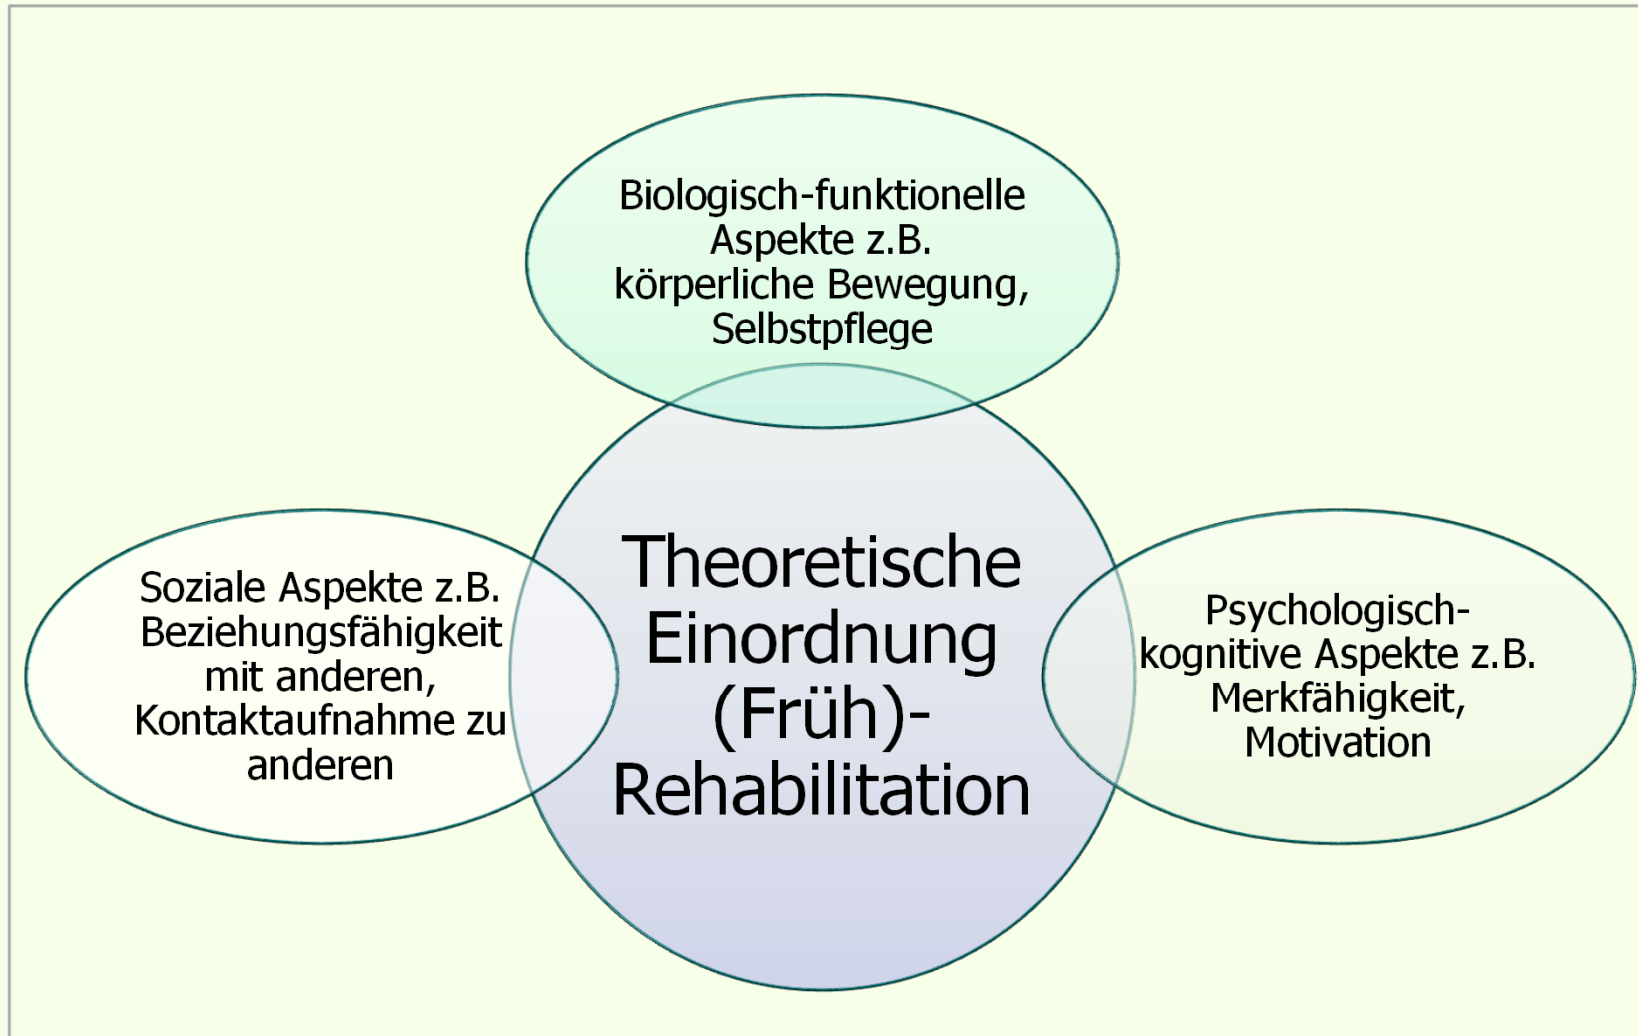 Biologisch-funktionelle
Aspekte z.B.
körperliche Bewegung,
Selbstpflege
Soziale Aspekte z.B.
Beziehungsfähigkeit
mit anderen,
Kontaktaufnahme zu
anderen
Theoretische
Einordnung
(Früh)-
Rehabilitation
Psychologisch-
kognitive Aspekte z.B.
Merkfähigkeit,
Motivation